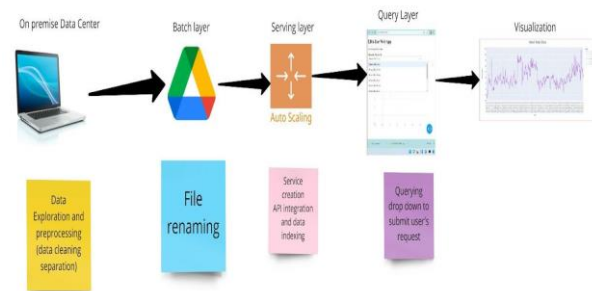 On premise Data Center
Batch layer
Serving layer
Query Layer
Visualization
Auto Scaling
Data
Exploration and
preprocessing
(data cleaning
separation)
File
renaming
Service
creation
API integration
and data
indexing
Querying
drop down to
submit user's
request